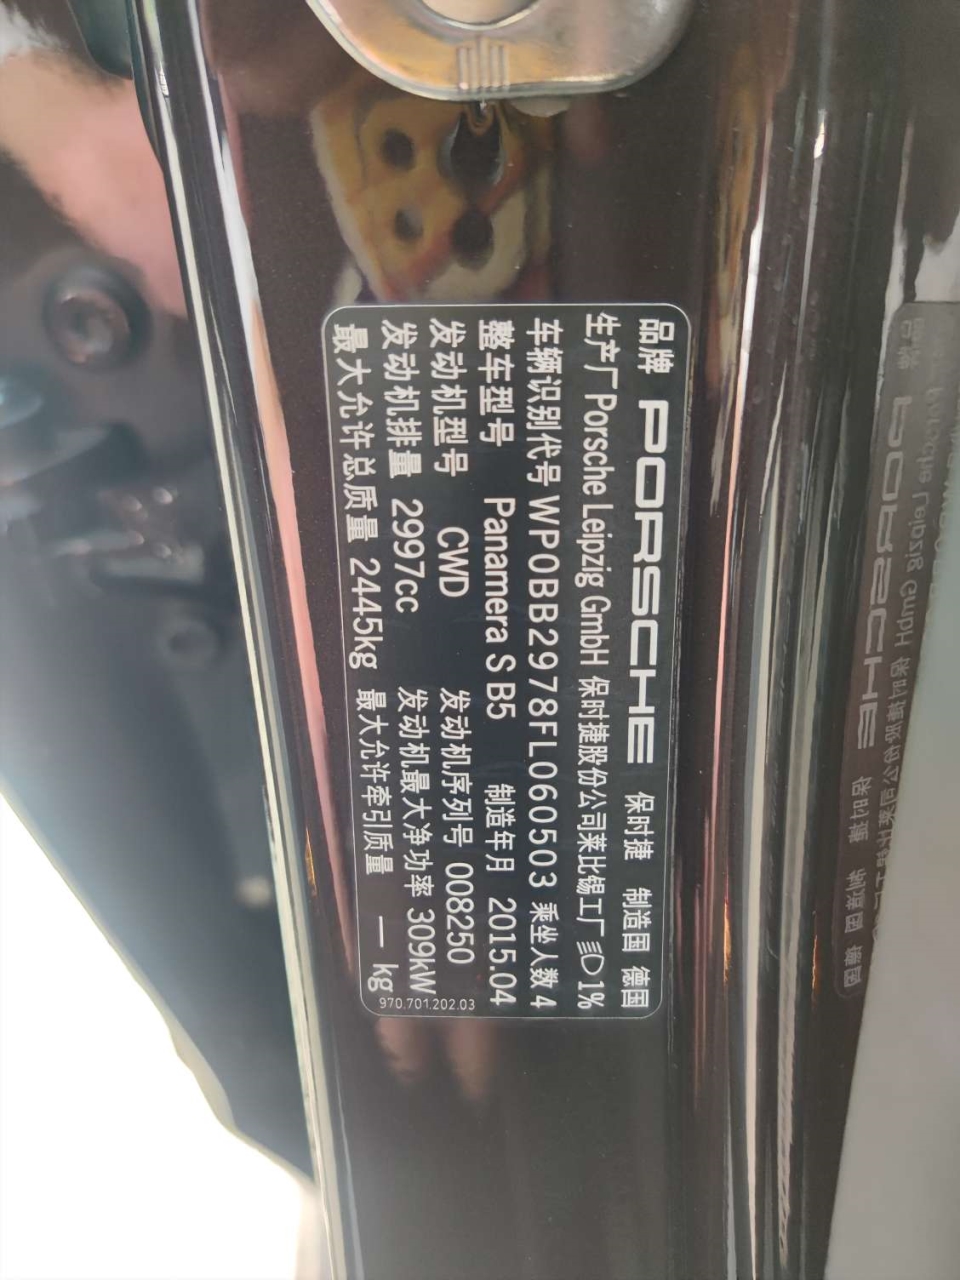 品牌 PORSCHE 保时捷 制造国 德国
生产厂 Porsche Leipzig GmbH 保时捷股份公司莱比锡工厂 1%
车辆识别代号 WP0BB2978FL060503 乘坐人数 4
整车型号 Panamera S B5 制造年月 2015.04
发动机型号 CWD 发动机序列号 008250
发动机排量 2997cc 发动机最大净功率 309kW
最大允许总质量 2445kg 最大允许牵引质量 — kg
970.701.202.03